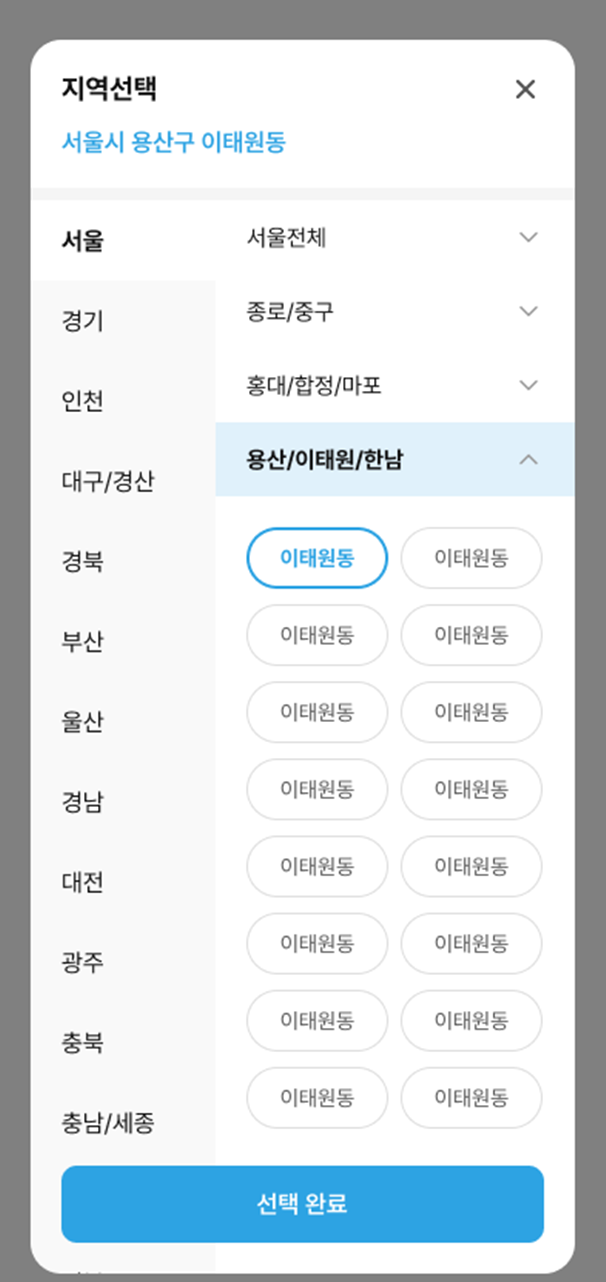 지역선택
서울시 용산구 이태원동
서울
경기
인천
대구/경산
경북
부산
울산
경남
대전
광주
충북
충남/세종
서울전체
종로/중구
홍대/합정/마포
용산/이태원/한남
이태원동 이태원동
이태원동 이태원동
이태원동 이태원동
이태원동 이태원동
이태원동 이태원동
이태원동 이태원동
이태원동 이태원동
이태원동 이태원동
선택 완료